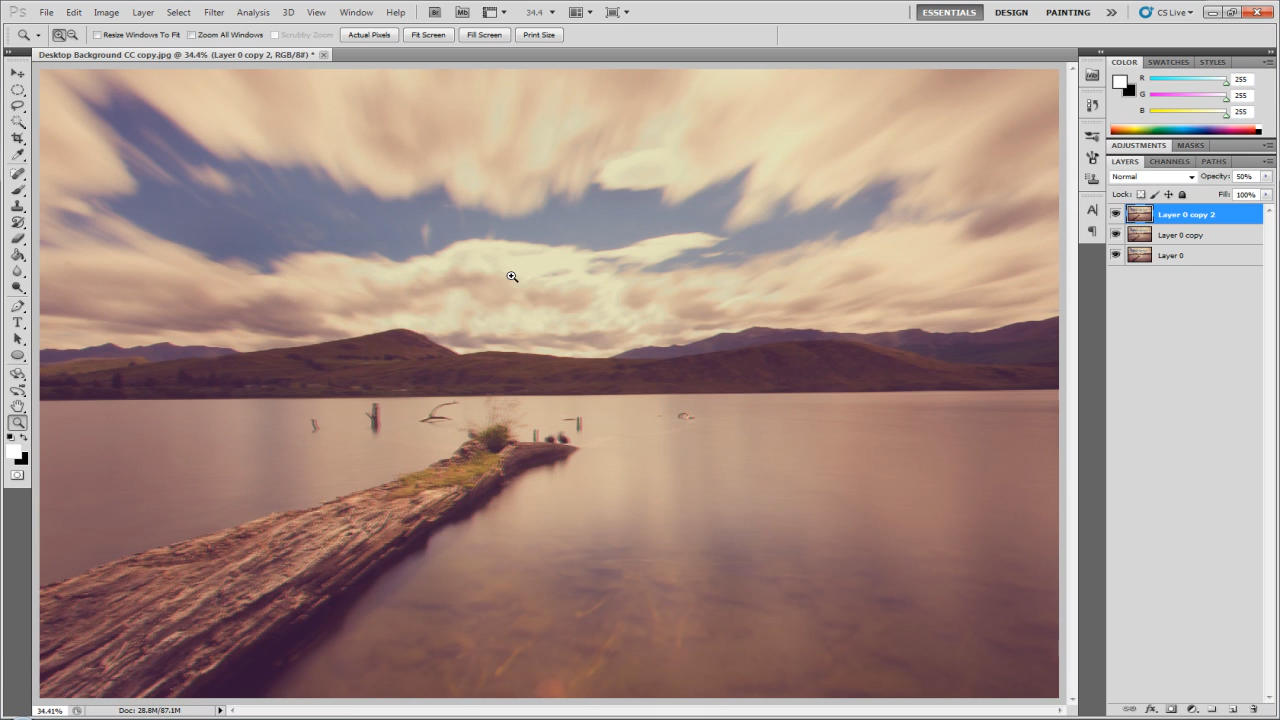 Ps File Edit Image Layer Select Filter Analysis 3D View Window Help Br Mb 34.4 ESSENTIALS DESIGN PAINTING CS Live
Resize Windows To Fit Zoom All Windows Scrubby Zoom Actual Pixels Fit Screen Fill Screen Print Size
Desktop Background CC copy.jpg @ 34.4% (Layer 0 copy 2, RGB/8#) *
COLOR SWATCHES STYLES
R 255
G 255
B 255
ADJUSTMENTS MASKS
LAYERS CHANNELS PATHS
Normal Opacity: 50%
Lock: Fill: 100%
Layer 0 copy 2
Layer 0 copy
Layer 0
34.41% Doc: 28.8M/87.1M